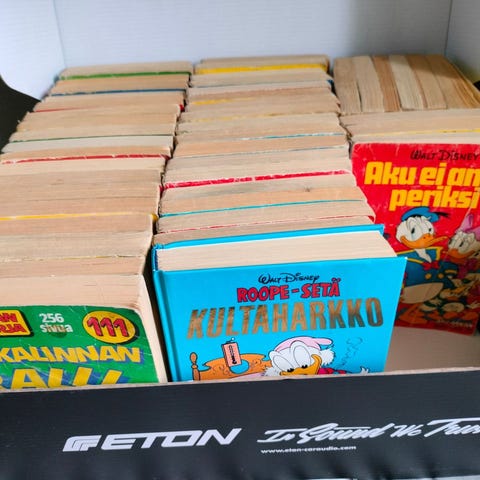 WALT DISNEY
Aku ei an
periksi
WALT DISNEY
ROOPE-SETÄ
KULTAHARKKO
256
sivua
111
KALINNAN
ETON
In Sound We Trust
www.eton-caraudio.com